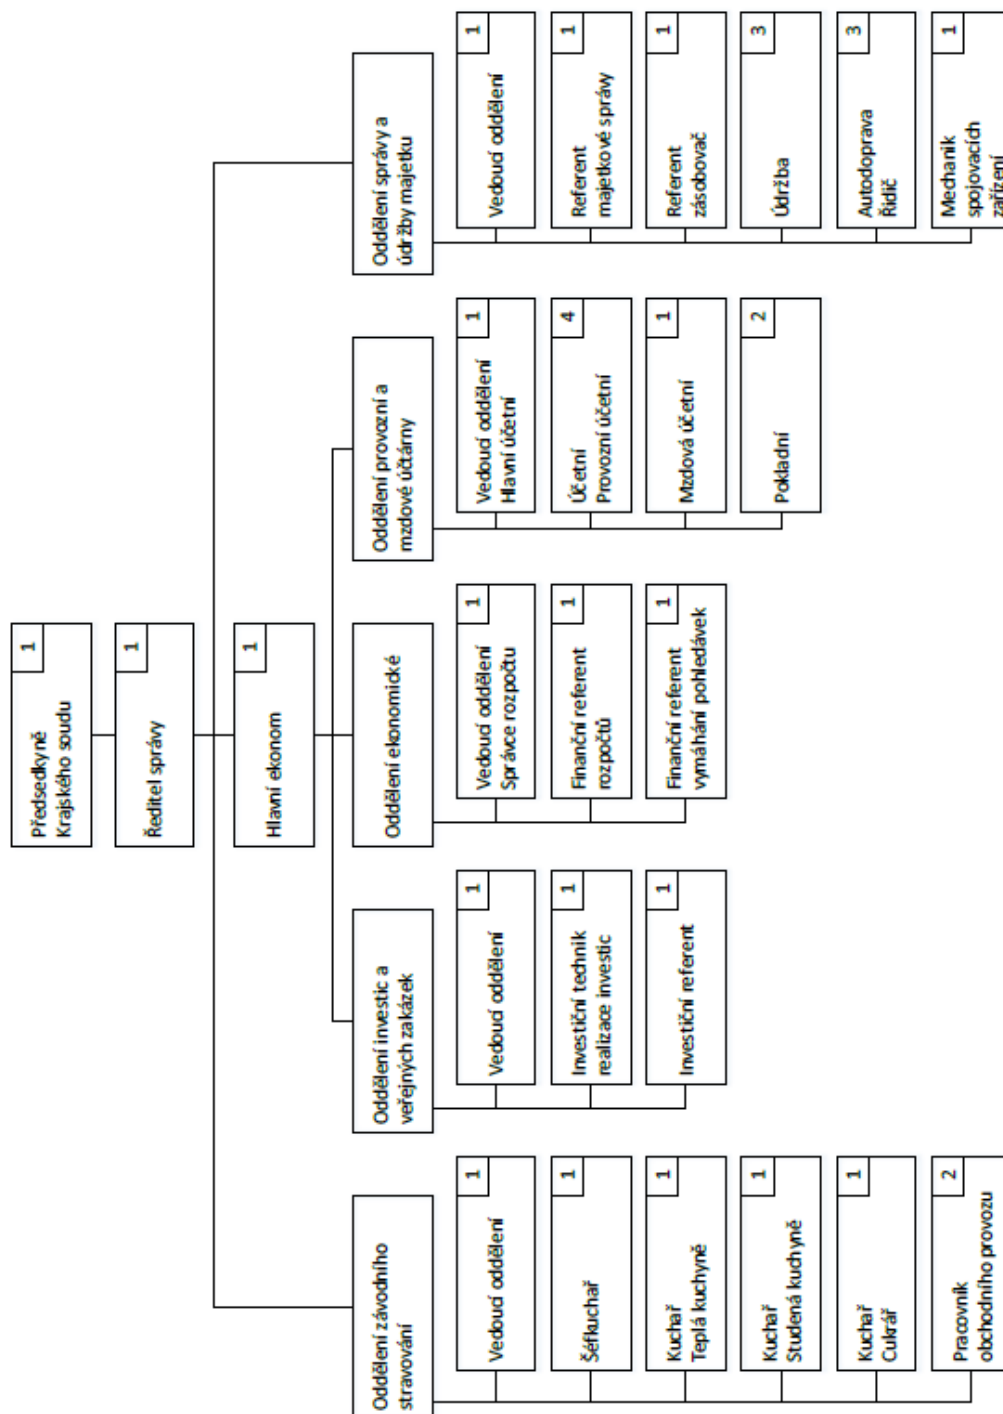 Předsedkyně
Krajského soudu
1
Ředitel správy
1
Hlavní ekonom
1
Oddělení závodního
stravování
Vedoucí oddělení
1
Šéfkuchař
1
Kuchař
Teplá kuchyně
1
Kuchař
Studená kuchyně
1
Kuchař
Cukrář
1
Pracovník
obchodního provozu
2
Oddělení investic a
veřejných zakázek
Vedoucí oddělení
1
Investiční technik
realizace investic
1
Investiční referent
1
Oddělení ekonomické
Vedoucí oddělení
Správce rozpočtu
1
Finanční referent
rozpočtů
1
Finanční referent
vymáhání pohledávek
1
Oddělení provozní a
mzdové účtárny
Vedoucí oddělení
Hlavní účetní
1
Účetní
Provozní účetní
4
Mzdová účetní
1
Pokladní
2
Oddělení správy a
údržby majetku
Vedoucí oddělení
1
Referent
majetkové správy
1
Referent
zásobovač
1
Údržba
3
Autodoprava
Řidič
3
Mechanik
spojovacích
zařízení
1